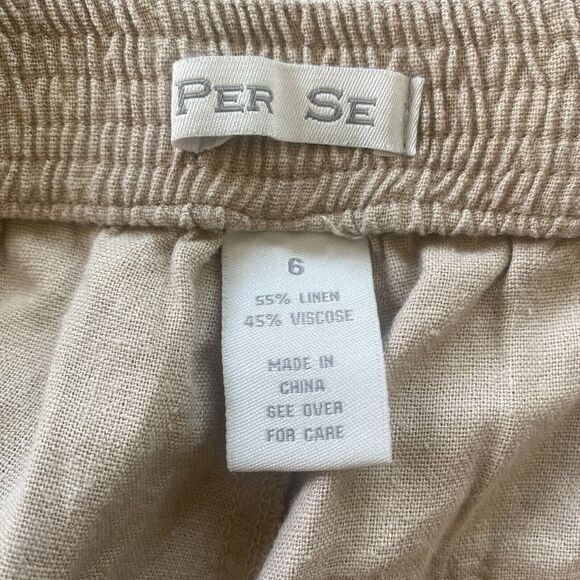 PER SE
6
55% LINEN
45% VISCOSE
MADE IN
CHINA
SEE OVER
FOR CARE